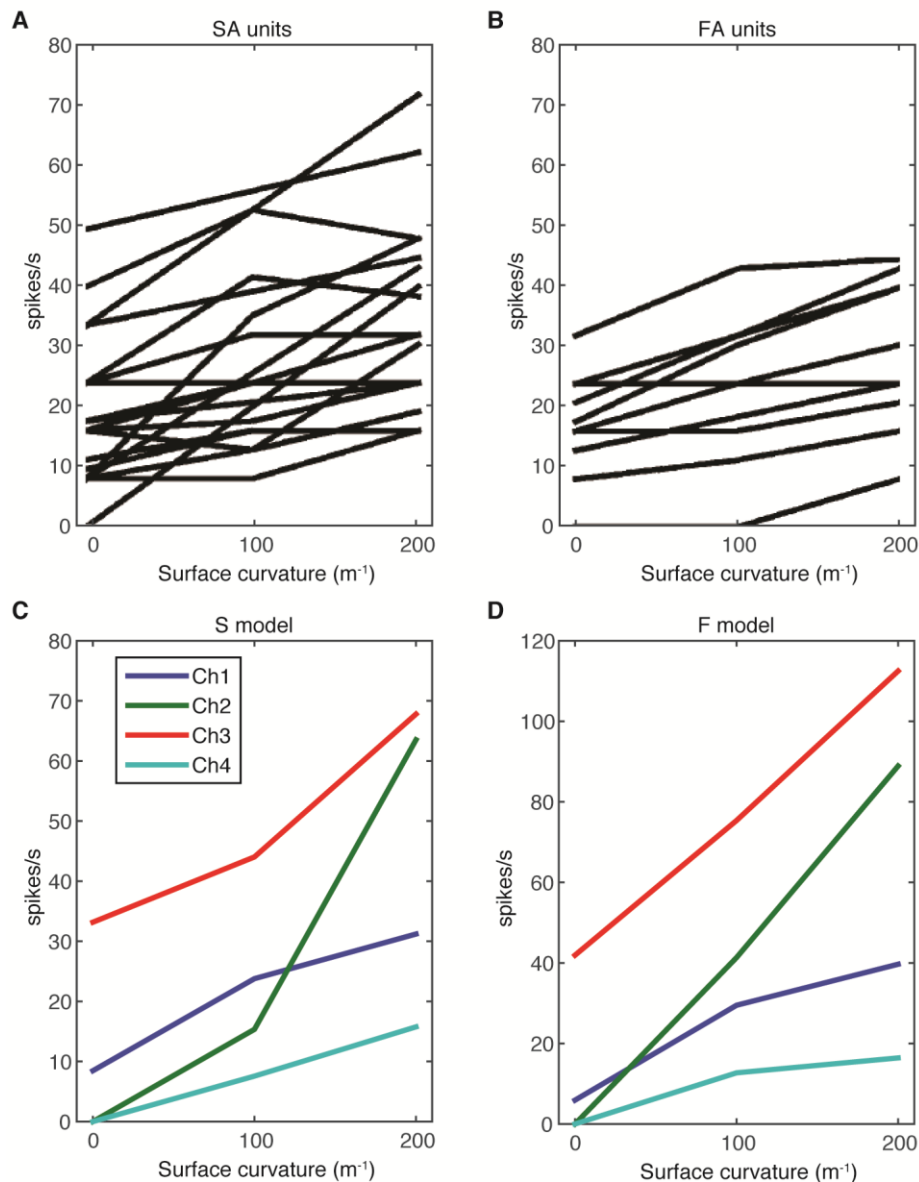 A
SA units
80
70
60
50
40
30
20
10
0
spikes/s
0 100 200
Surface curvature (m⁻¹)
B
FA units
80
70
60
50
40
30
20
10
0
spikes/s
0 100 200
Surface curvature (m⁻¹)
C
S model
80
70
60
50
40
30
20
10
0
spikes/s
Ch1
Ch2
Ch3
Ch4
0 100 200
Surface curvature (m⁻¹)
D
F model
120
100
80
60
40
20
0
spikes/s
0 100 200
Surface curvature (m⁻¹)